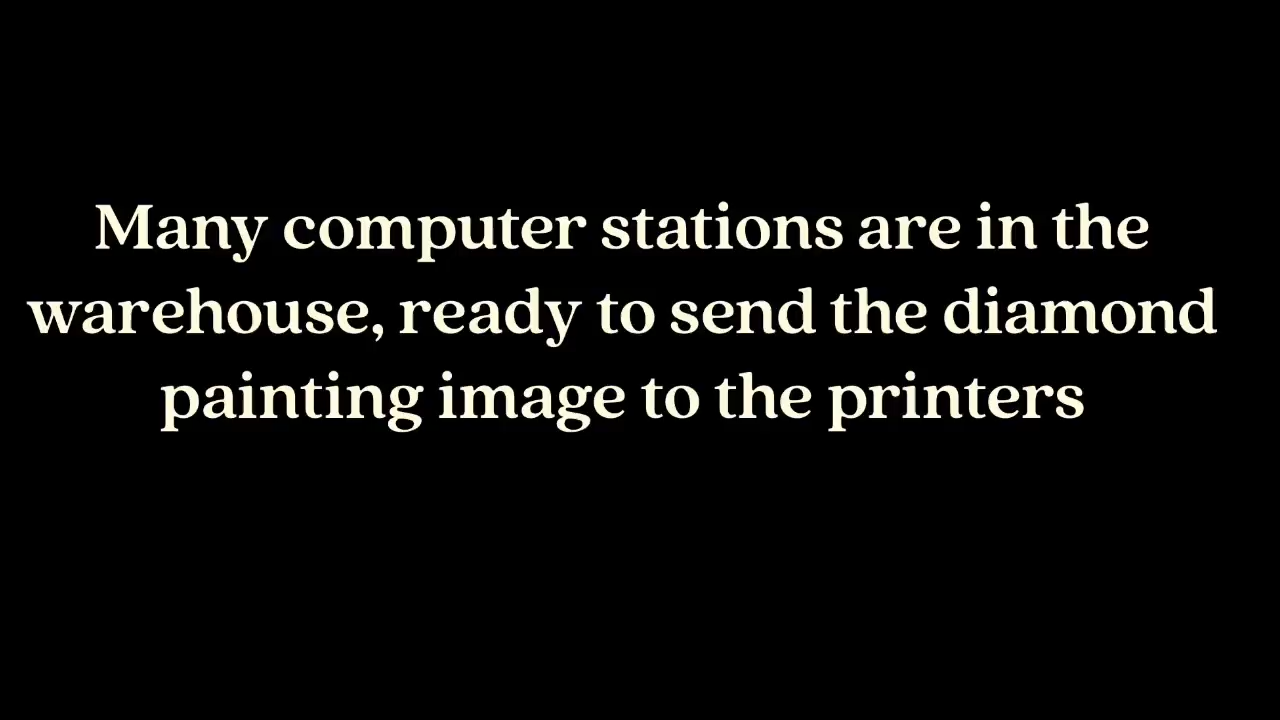 Many computer stations are in the
warehouse, ready to send the diamond
painting image to the printers